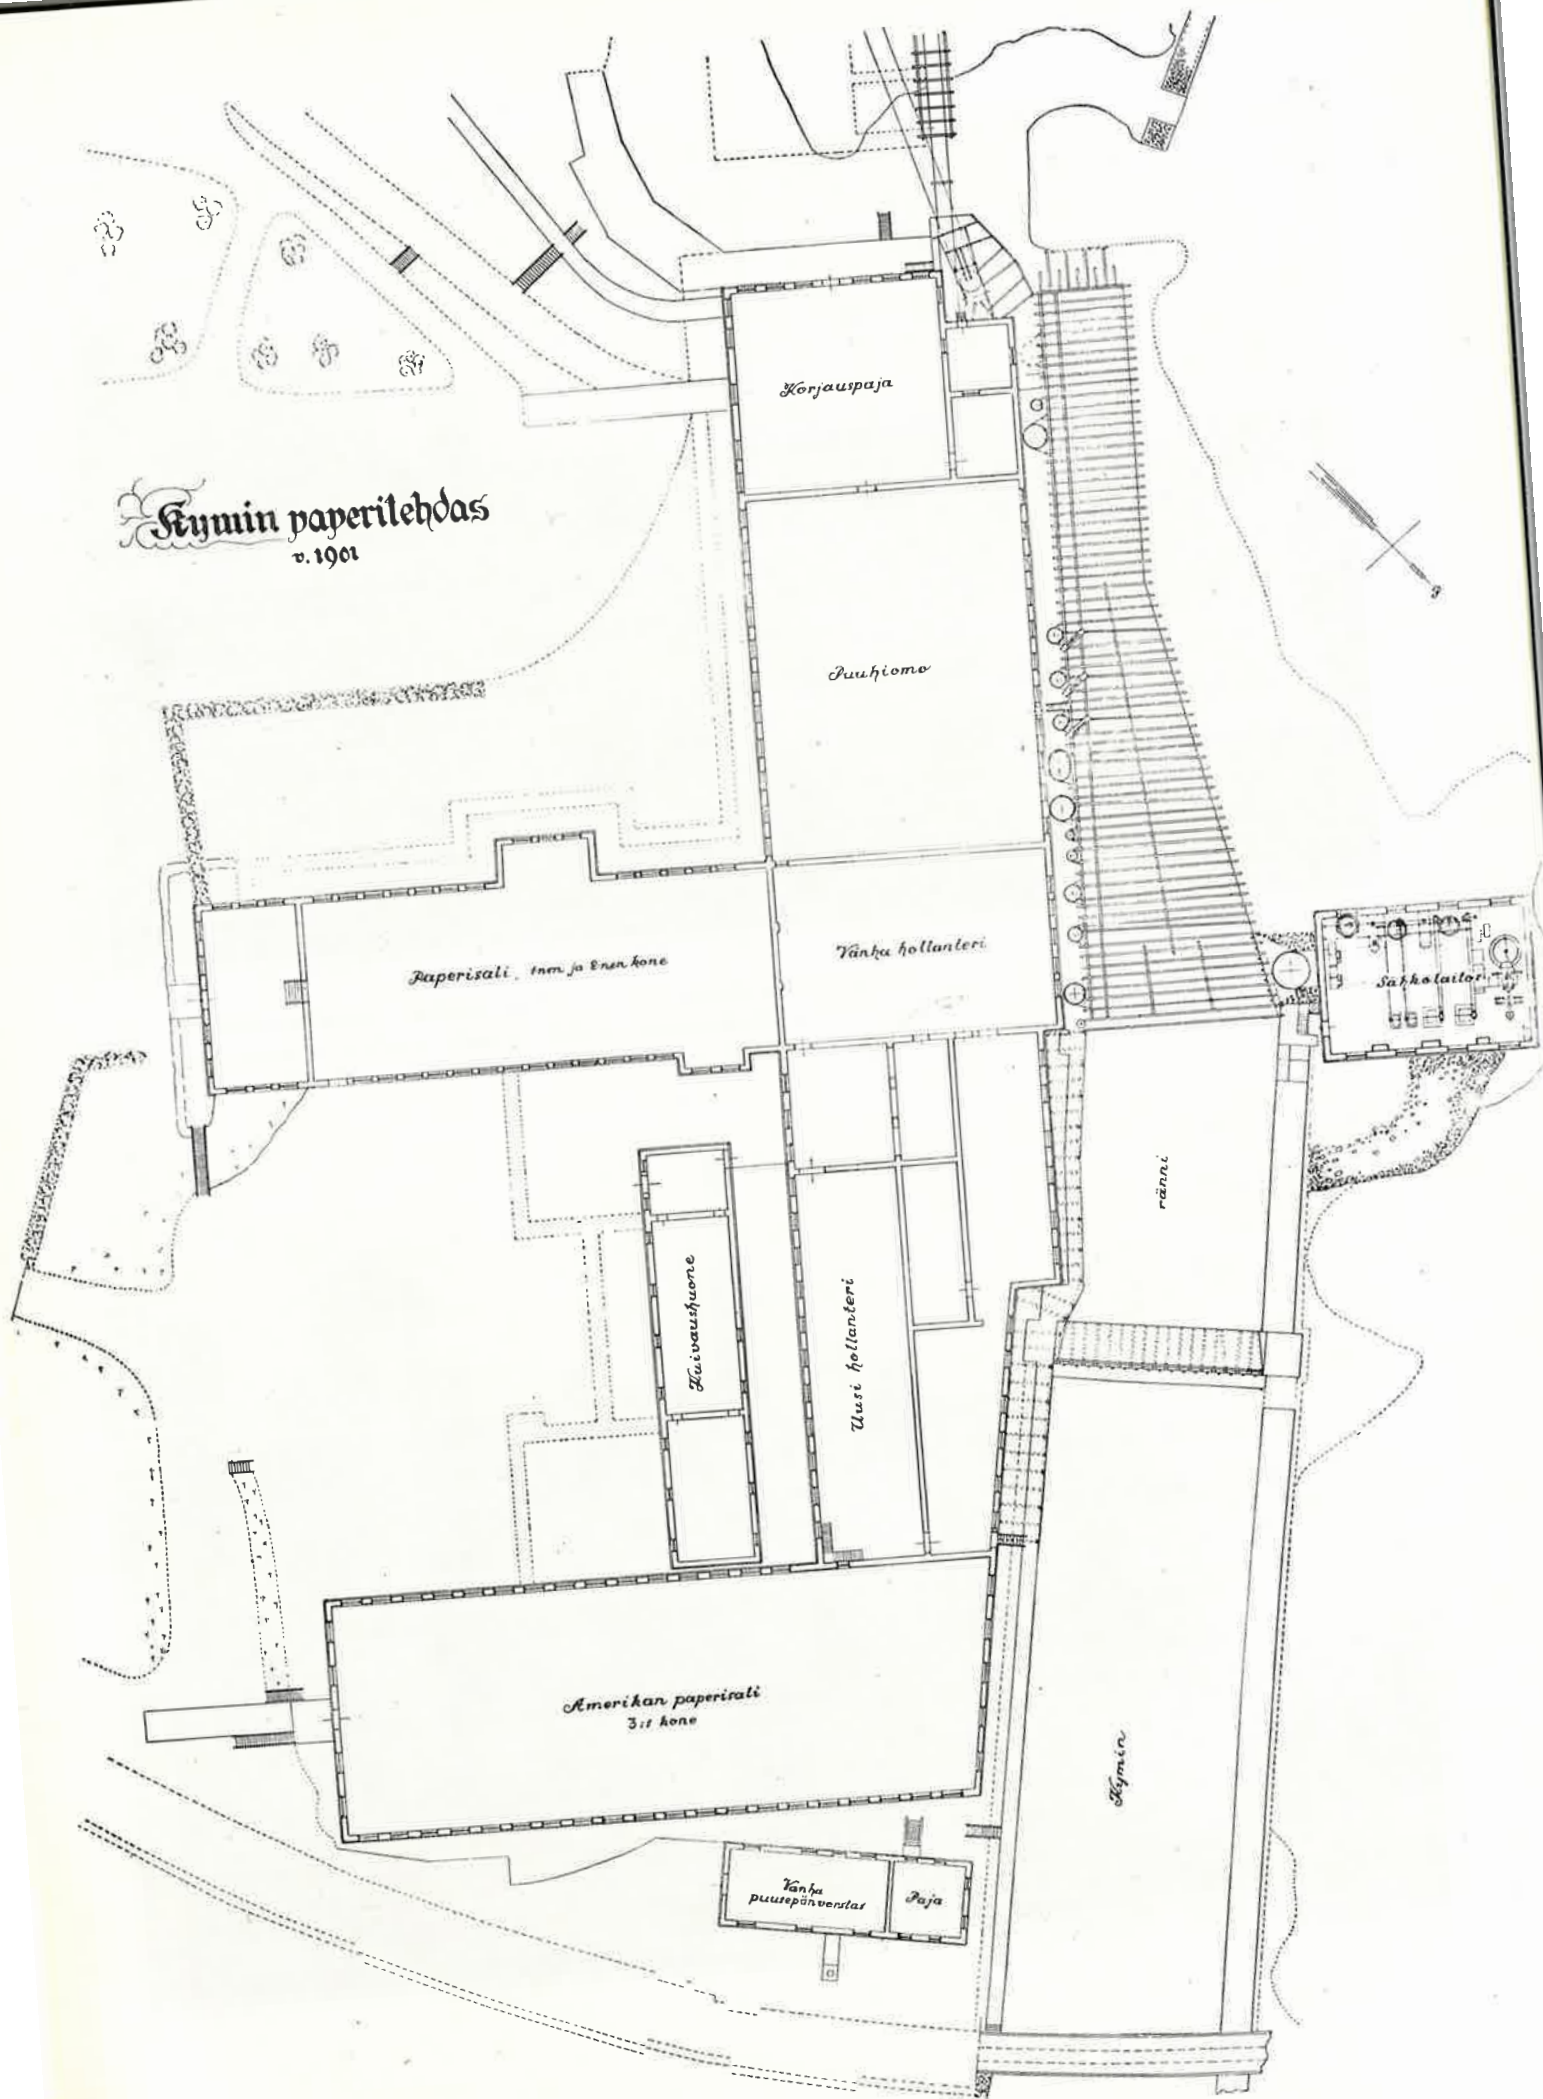 Kymin paperitehdas
v. 1901
Korjauspaja
Puuhiomo
Paperisali, 1nen ja 2nen kone
Vanha hollanteri
Sähkölaitos
ränni
Kuivaushuone
Uusi hollanteri
Amerikan paperisali
3:s kone
Kymin
Vanha
puusepänverstas
Paja